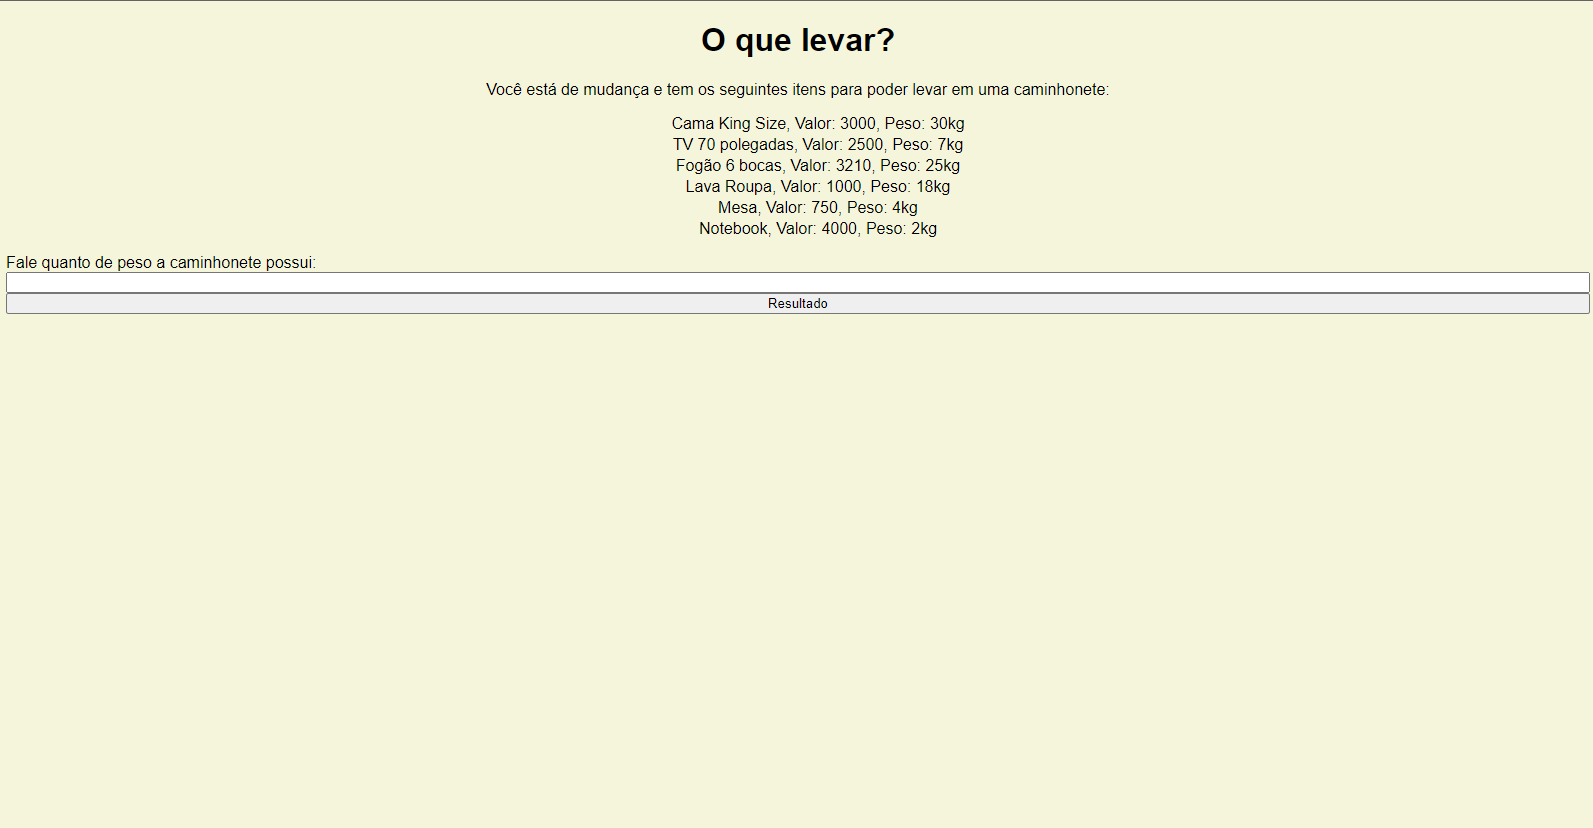 O que levar?
Você está de mudança e tem os seguintes itens para poder levar em uma caminhonete:
Cama King Size, Valor: 3000, Peso: 30kg
TV 70 polegadas, Valor: 2500, Peso: 7kg
Fogão 6 bocas, Valor: 3210, Peso: 25kg
Lava Roupa, Valor: 1000, Peso: 18kg
Mesa, Valor: 750, Peso: 4kg
Notebook, Valor: 4000, Peso: 2kg
Fale quanto de peso a caminhonete possui:
Resultado